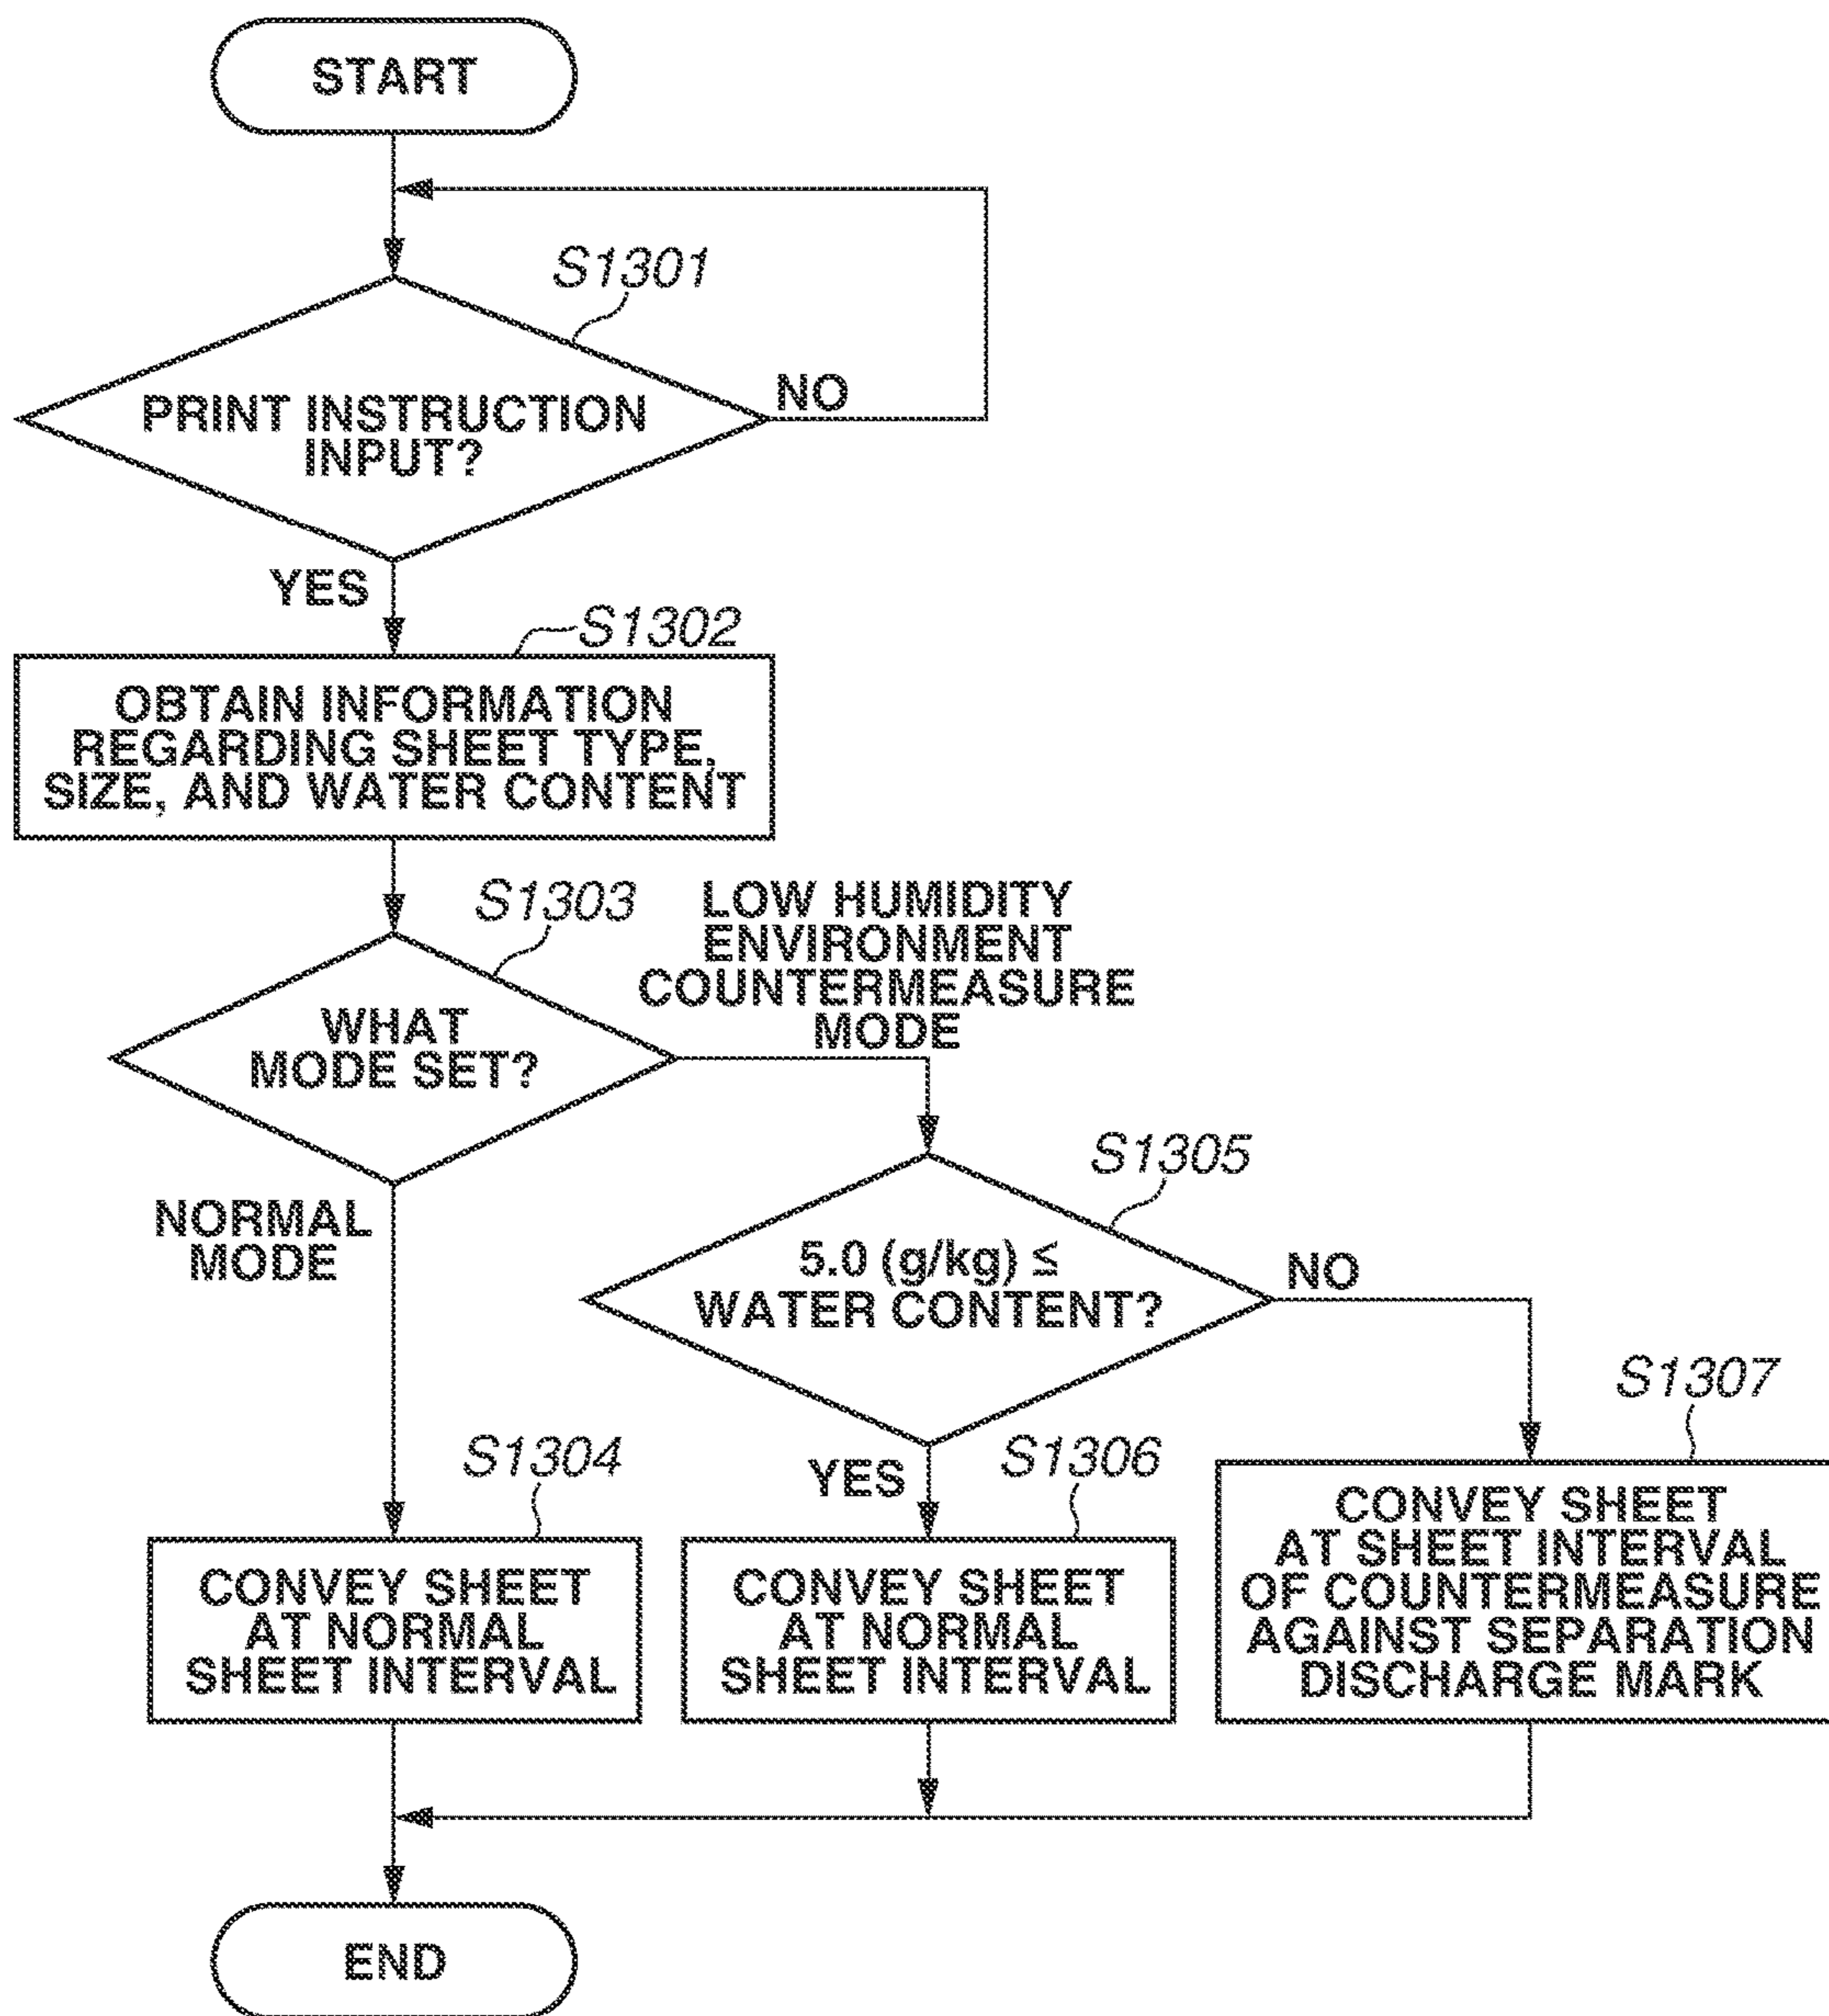 START
S1301
PRINT INSTRUCTION
INPUT?
NO
YES
S1302
OBTAIN INFORMATION
REGARDING SHEET TYPE,
SIZE, AND WATER CONTENT
S1303
WHAT
MODE SET?
LOW HUMIDITY
ENVIRONMENT
COUNTERMEASURE
MODE
NORMAL
MODE
S1305
5.0 (g/kg) ≤
WATER CONTENT?
NO
YES
S1304
CONVEY SHEET
AT NORMAL
SHEET INTERVAL
S1306
CONVEY SHEET
AT NORMAL
SHEET INTERVAL
S1307
CONVEY SHEET
AT SHEET INTERVAL
OF COUNTERMEASURE
AGAINST SEPARATION
DISCHARGE MARK
END